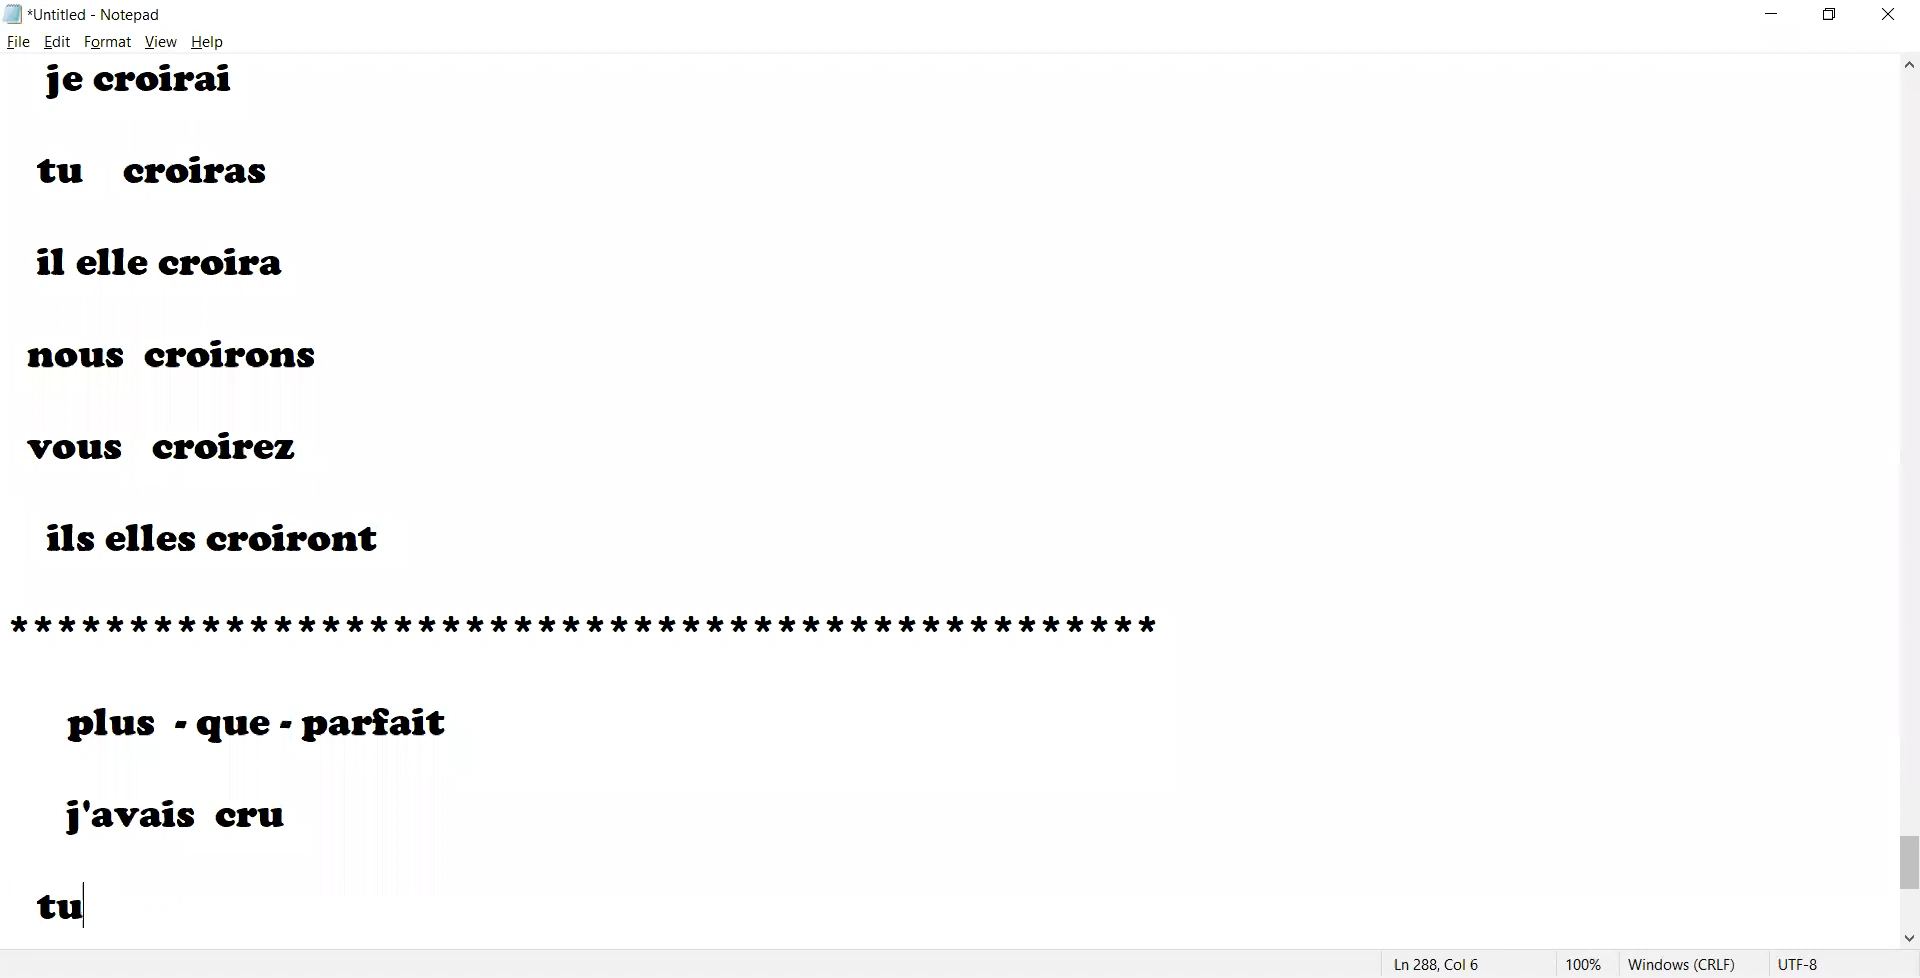 *Untitled - Notepad
File Edit Format View Help
je croirai
tu croiras
il elle croira
nous croirons
vous croirez
ils elles croiront
************************************************
plus - que - parfait
j'avais cru
tu
Ln 288, Col 6 100% Windows (CRLF) UTF-8